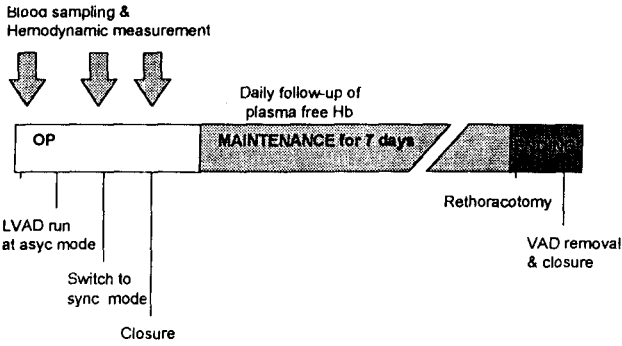 Blood sampling &
Hemodynamic measurement
Daily follow-up of
plasma free Hb
OP
MAINTENANCE for 7 days
Rethoracotomy
LVAD run
at asyc mode
VAD removal
& closure
Switch to
sync mode
Closure